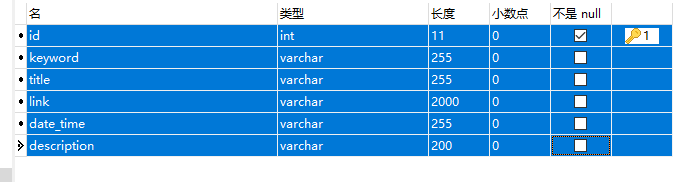 名 类型 长度 小数点 不是 null
id int 11 0 1
keyword varchar 255 0
title varchar 255 0
link varchar 2000 0
date_time varchar 255 0
description varchar 200 0